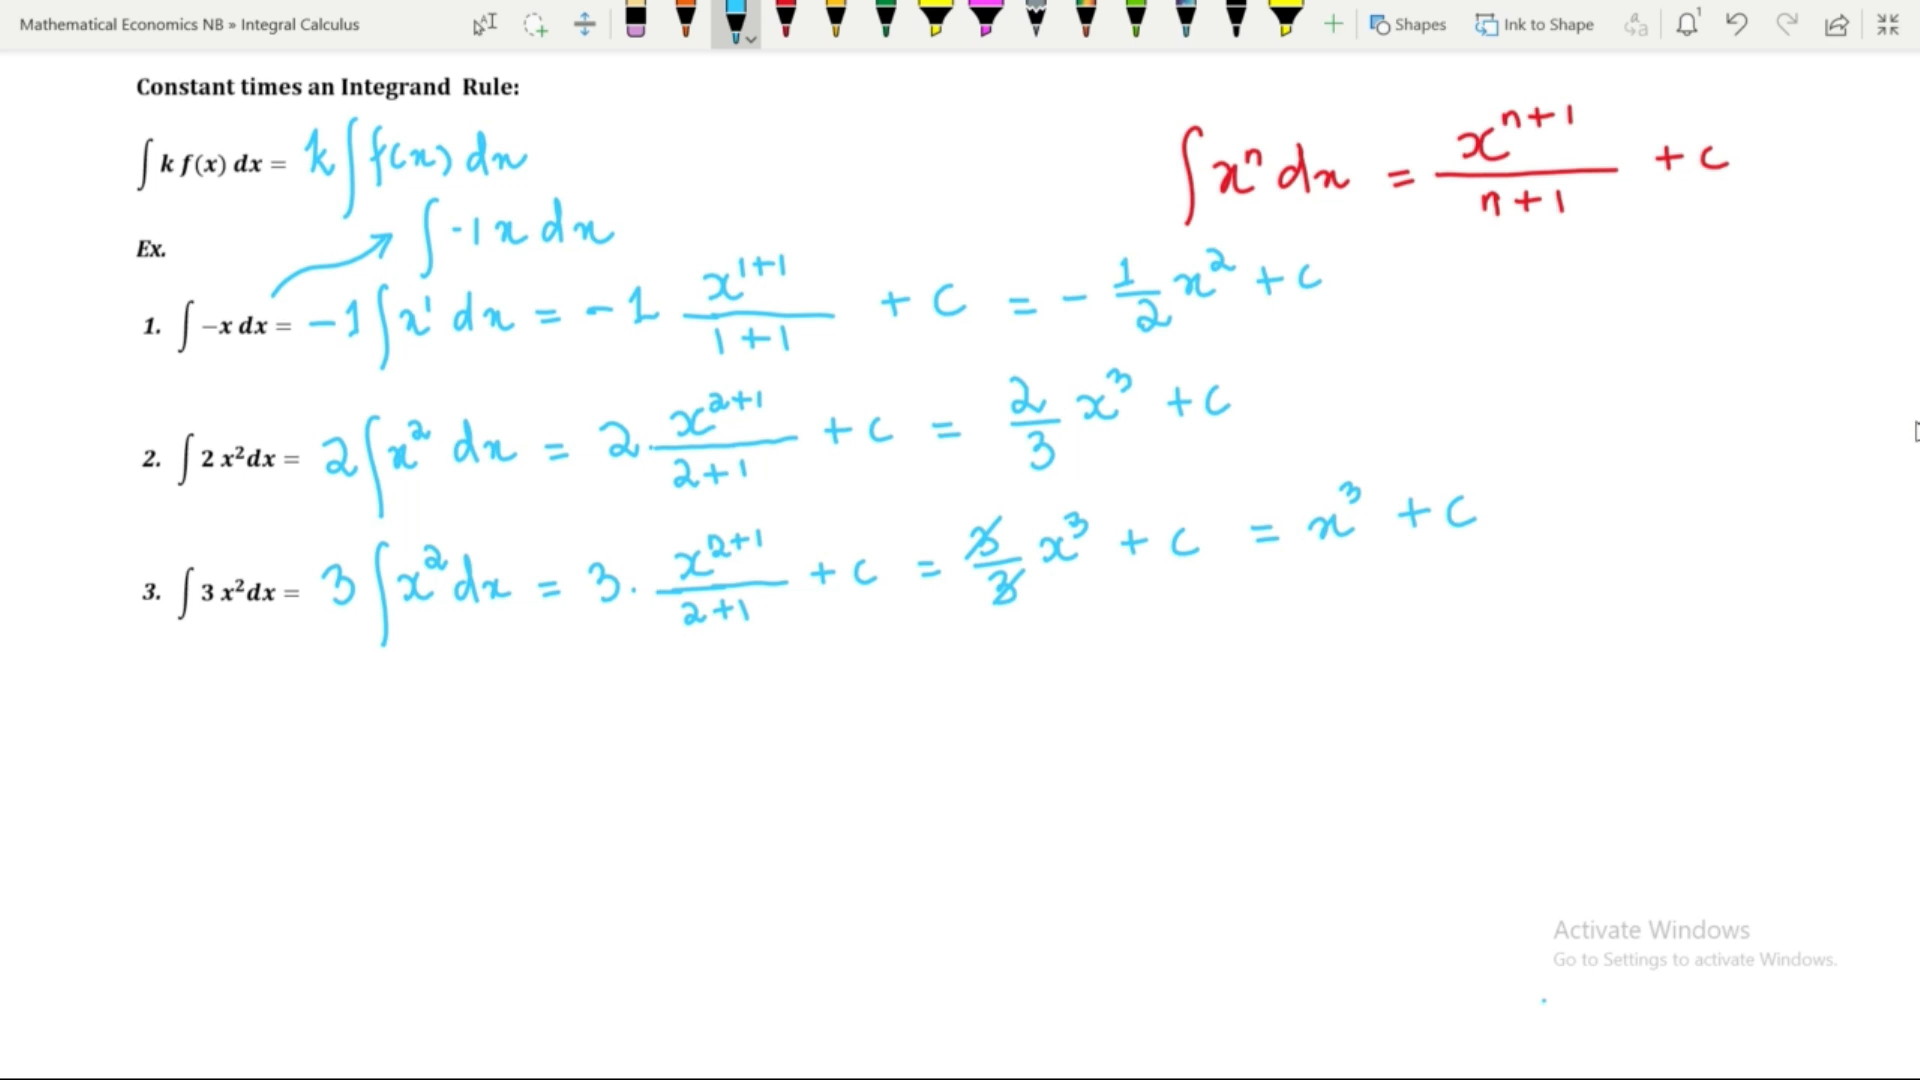 Mathematical Economics NB » Integral Calculus
Shapes
Ink to Shape
1
Constant times an Integrand Rule:
∫ k f(x) dx = k ∫ f(x) dx
∫ xⁿ dx = xⁿ⁺¹ / n+1 + c
∫ -1x dx
Ex.
1. ∫ −x dx = −1 ∫ x¹ dx = −1 x¹⁺¹ / 1+1 + c = − 1/2 x² + c
2. ∫ 2 x²dx = 2 ∫ x² dx = 2 . x²⁺¹ / 2+1 + c = 2/3 x³ + c
3. ∫ 3 x²dx = 3 ∫ x² dx = 3 . x²⁺¹ / 2+1 + c = 3/3 x³ + c = x³ + c
Activate Windows
Go to Settings to activate Windows.